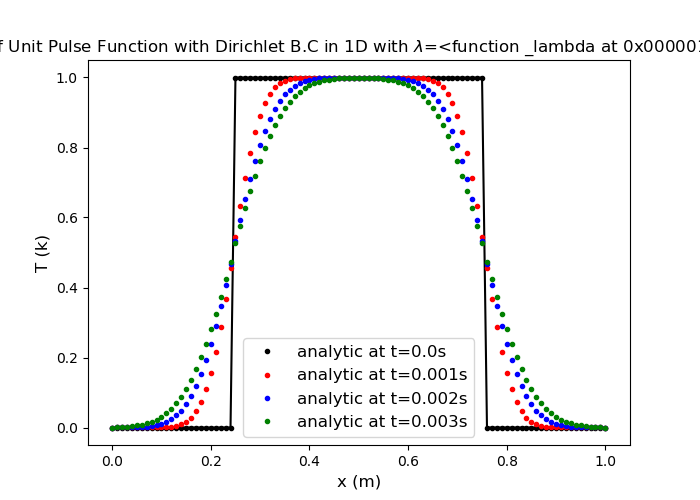 of Unit Pulse Function with Dirichlet B.C in 1D with λ=<function _lambda at 0x00000
1.0
0.8
0.6
0.4
0.2
0.0
T (k)
analytic at t=0.0s
analytic at t=0.001s
analytic at t=0.002s
analytic at t=0.003s
0.0 0.2 0.4 0.6 0.8 1.0
x (m)